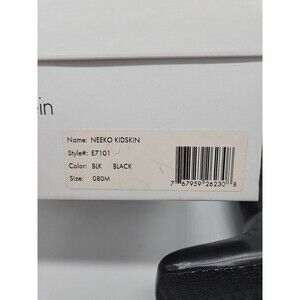 in
Name: NEEKO KIDSKIN
Style#: E7101
Color: BLK BLACK
Size: 080M
7 67959 26230 8